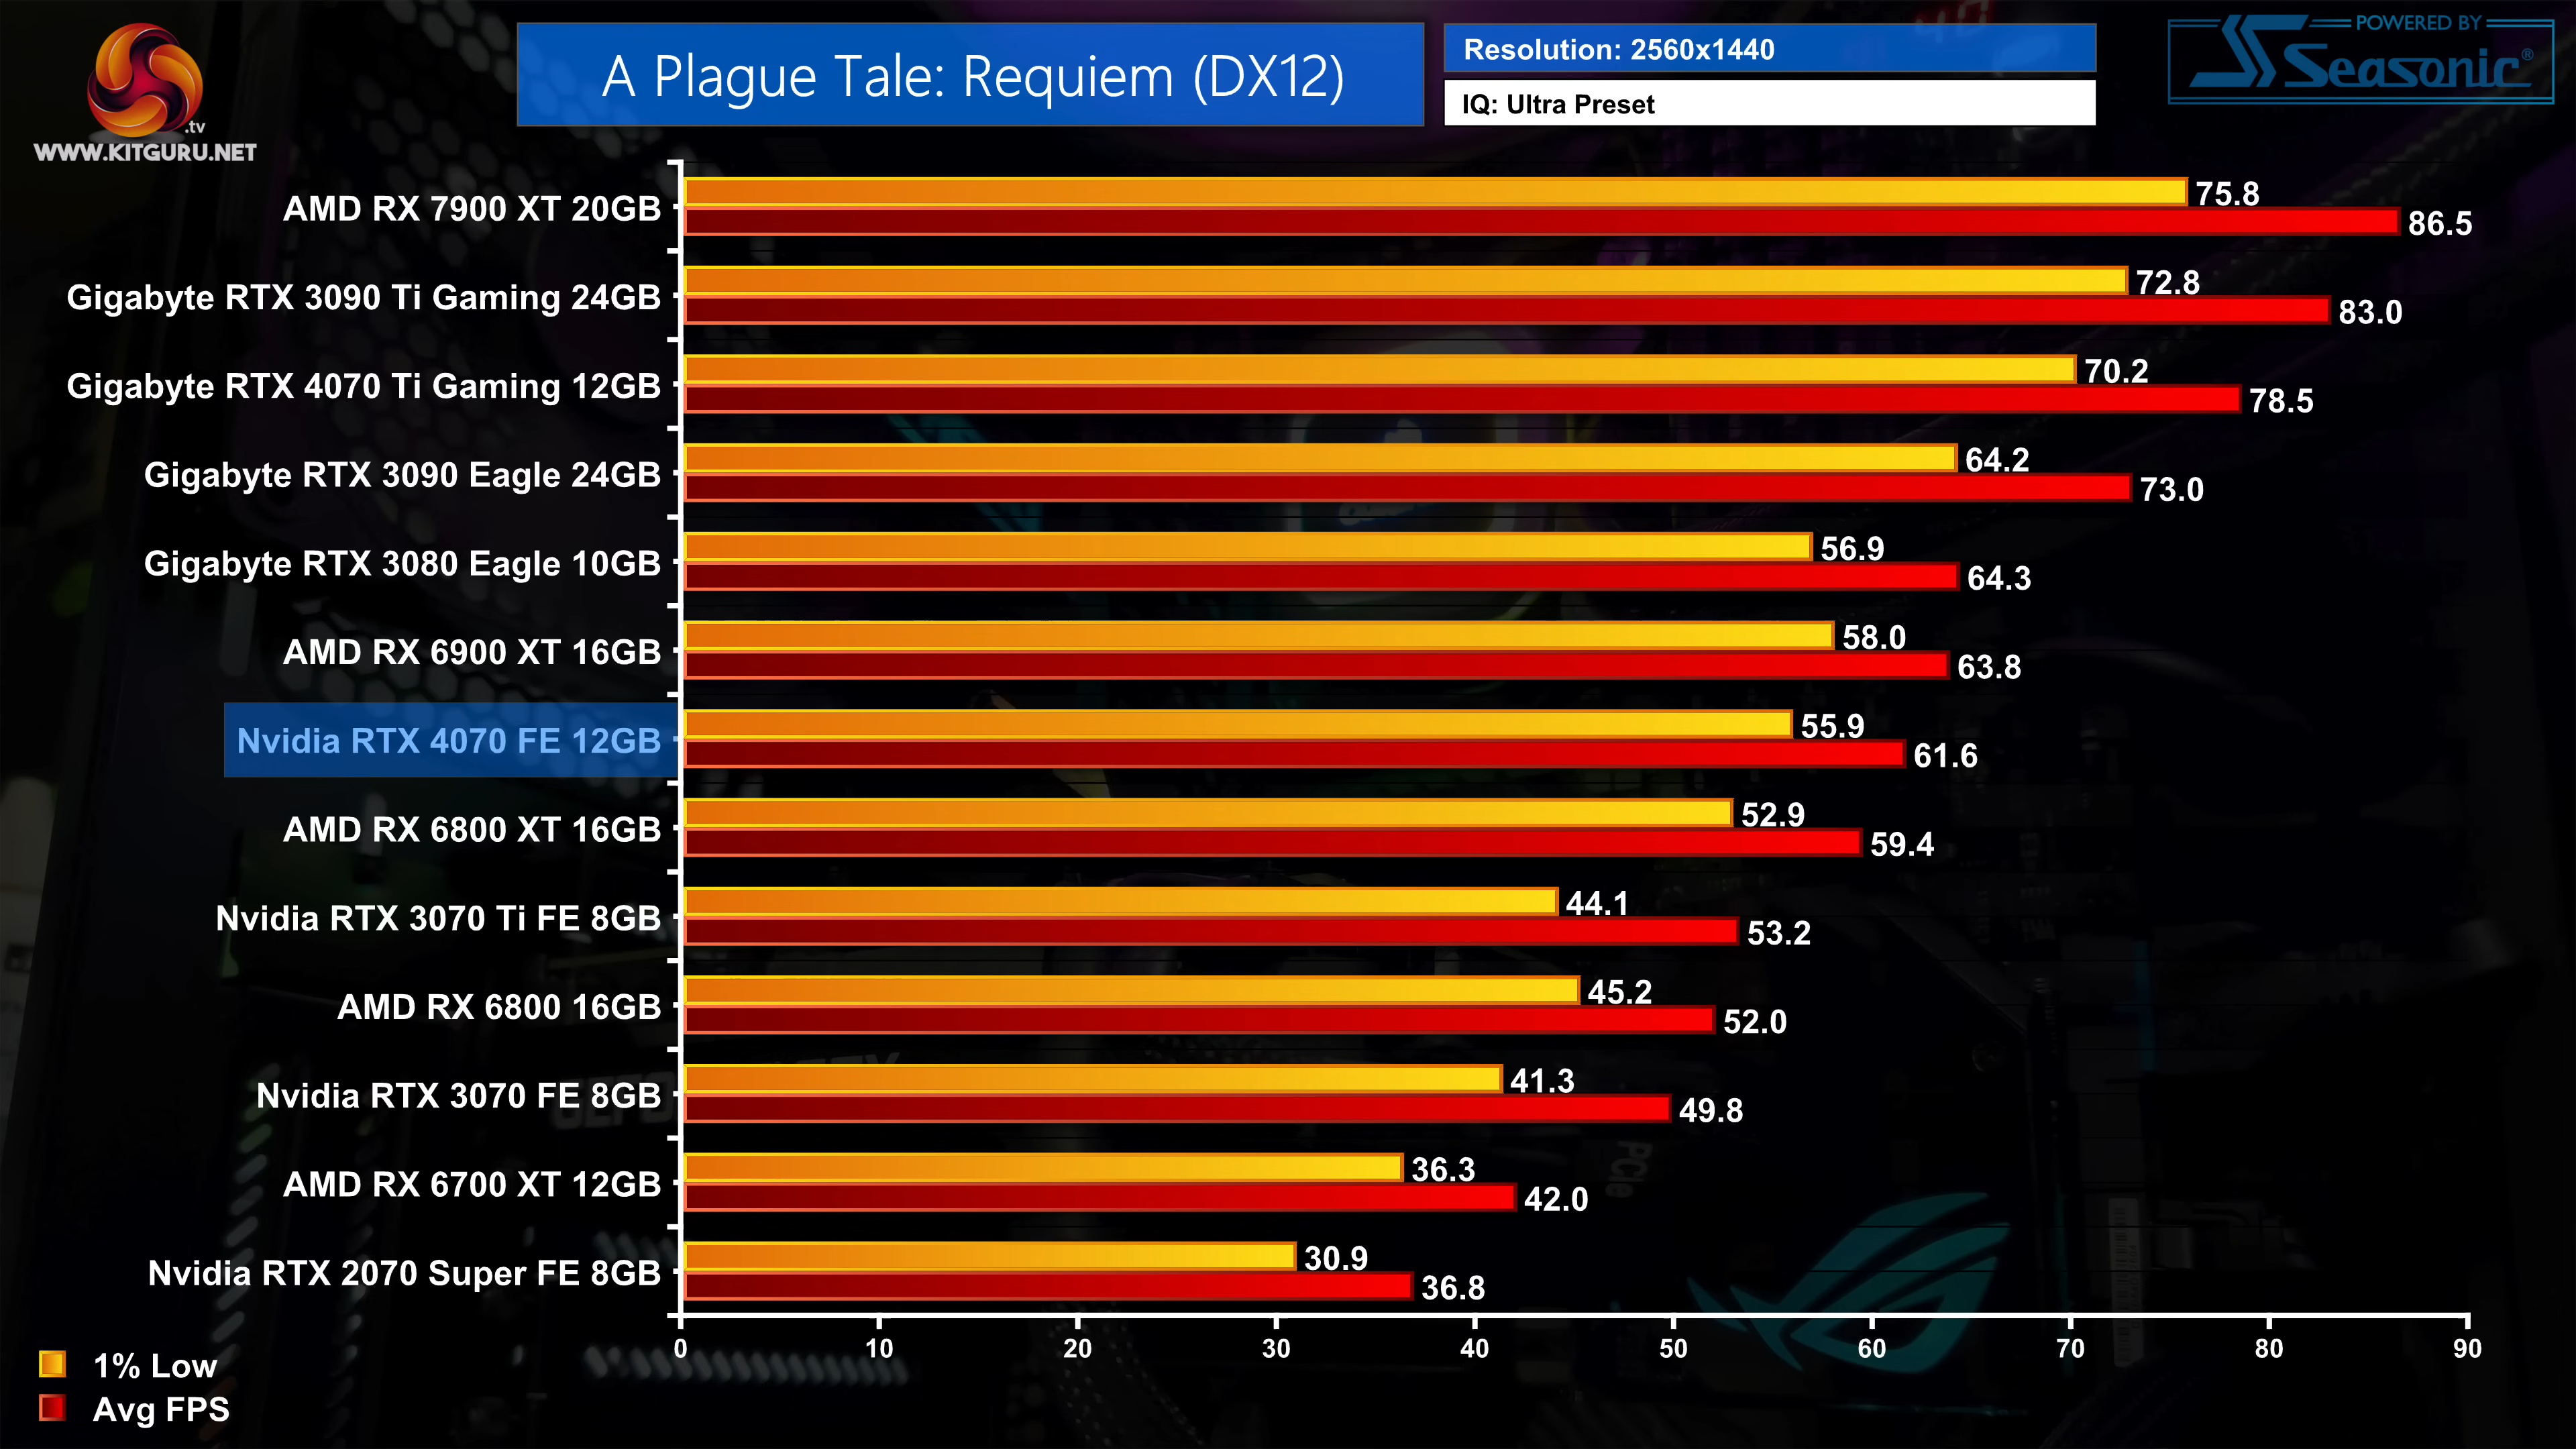 .tv
WWW.KITGURU.NET
A Plague Tale: Requiem (DX12)
Resolution: 2560x1440
IQ: Ultra Preset
POWERED BY
Seasonic®
AMD RX 7900 XT 20GB
75.8
86.5
Gigabyte RTX 3090 Ti Gaming 24GB
72.8
83.0
Gigabyte RTX 4070 Ti Gaming 12GB
70.2
78.5
Gigabyte RTX 3090 Eagle 24GB
64.2
73.0
Gigabyte RTX 3080 Eagle 10GB
56.9
64.3
AMD RX 6900 XT 16GB
58.0
63.8
Nvidia RTX 4070 FE 12GB
55.9
61.6
AMD RX 6800 XT 16GB
52.9
59.4
Nvidia RTX 3070 Ti FE 8GB
44.1
53.2
AMD RX 6800 16GB
45.2
52.0
Nvidia RTX 3070 FE 8GB
41.3
49.8
AMD RX 6700 XT 12GB
36.3
42.0
Nvidia RTX 2070 Super FE 8GB
30.9
36.8
0 10 20 30 40 50 60 70 80 90
1% Low
Avg FPS
PCIe